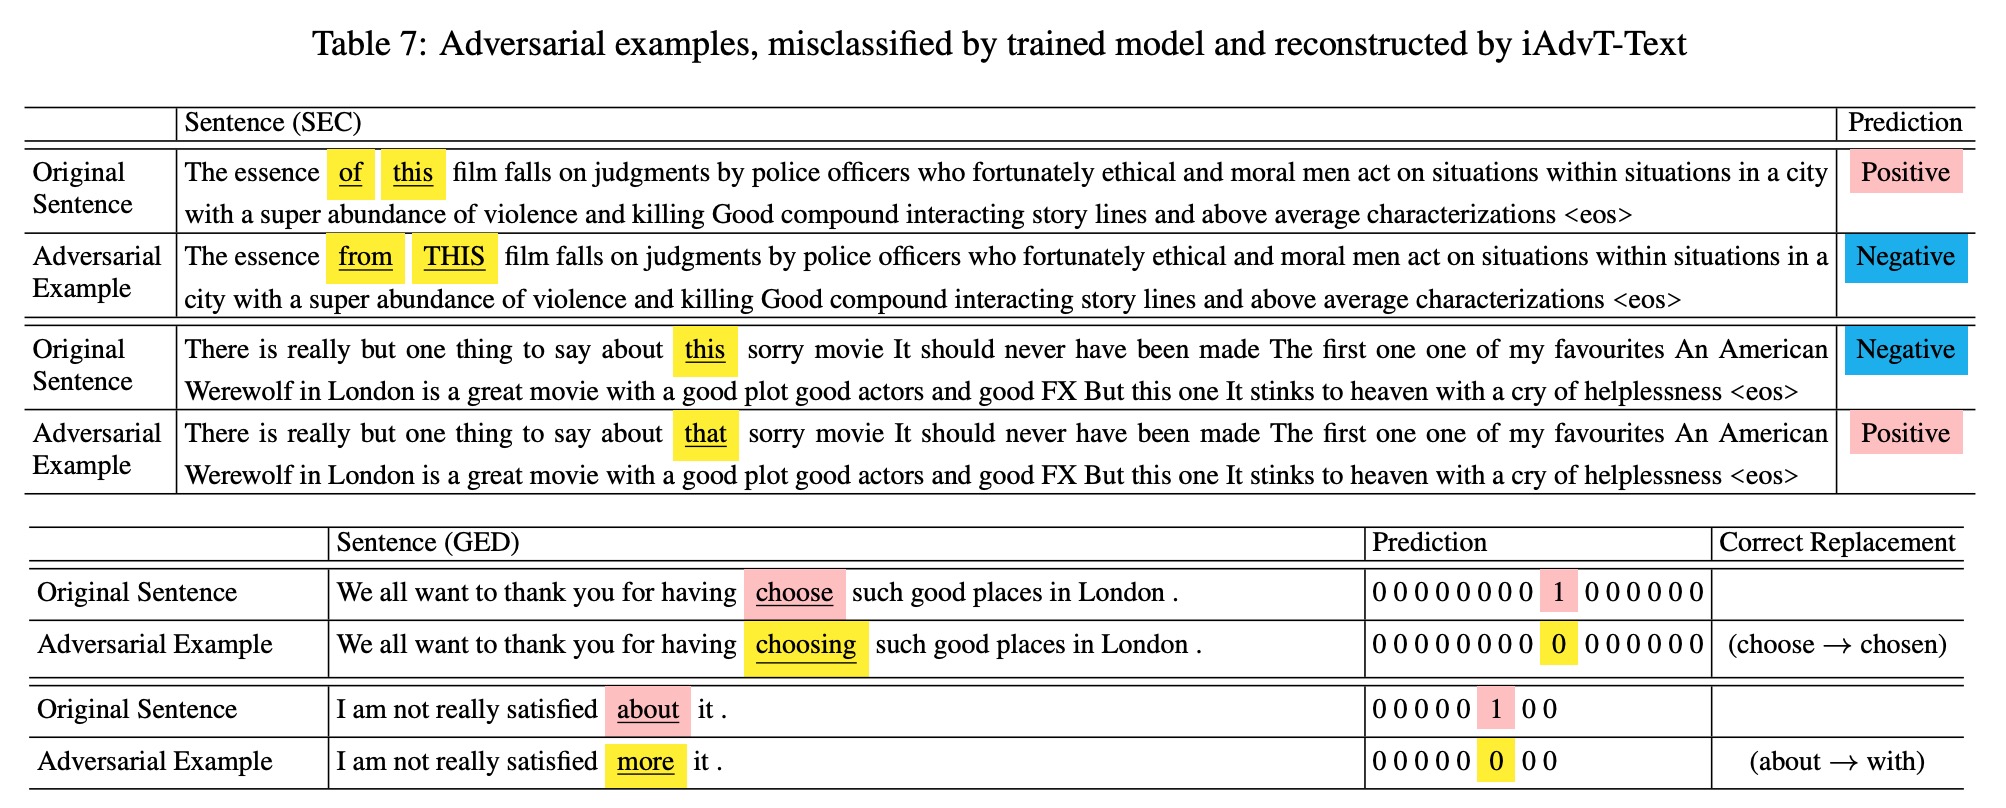 Table 7: Adversarial examples, misclassified by trained model and reconstructed by iAdvT-Text
Sentence (SEC) Prediction
Original Sentence The essence of this film falls on judgments by police officers who fortunately ethical and moral men act on situations within situations in a city Positive
with a super abundance of violence and killing Good compound interacting story lines and above average characterizations <eos>
Adversarial Example The essence from THIS film falls on judgments by police officers who fortunately ethical and moral men act on situations within situations in a Negative
city with a super abundance of violence and killing Good compound interacting story lines and above average characterizations <eos>
Original Sentence There is really but one thing to say about this sorry movie It should never have been made The first one one of my favourites An American Negative
Werewolf in London is a great movie with a good plot good actors and good FX But this one It stinks to heaven with a cry of helplessness <eos>
Adversarial Example There is really but one thing to say about that sorry movie It should never have been made The first one one of my favourites An American Positive
Werewolf in London is a great movie with a good plot good actors and good FX But this one It stinks to heaven with a cry of helplessness <eos>
Sentence (GED) Prediction Correct Replacement
Original Sentence We all want to thank you for having choose such good places in London . 0 0 0 0 0 0 0 0 1 0 0 0 0 0 0
Adversarial Example We all want to thank you for having choosing such good places in London . 0 0 0 0 0 0 0 0 0 0 0 0 0 0 0 (choose → chosen)
Original Sentence I am not really satisfied about it . 0 0 0 0 0 1 0 0
Adversarial Example I am not really satisfied more it . 0 0 0 0 0 0 0 0 (about → with)